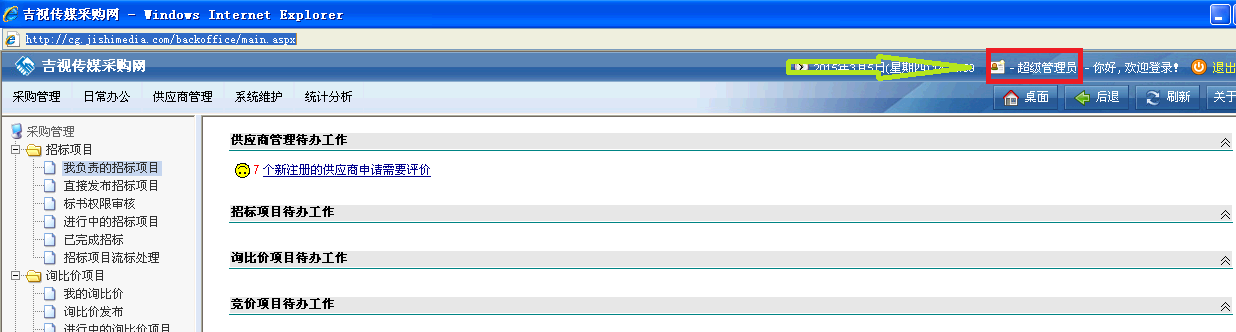 吉视传媒采购网 - Windows Internet Explorer
http://cg.jishimedia.com/backoffice/main.aspx
吉视传媒采购网 2015年3月5日(星期四) - 超级管理员 - 你好, 欢迎登录! 退出
采购管理 日常办公 供应商管理 系统维护 统计分析 桌面 后退 刷新 关于
采购管理
招标项目
我负责的招标项目
直接发布招标项目
标书权限审核
进行中的招标项目
已完成招标
招标项目流标处理
询比价项目
我的询比价
询比价发布
进行中的询比价项目
供应商管理待办工作
7 个新注册的供应商申请需要评价
招标项目待办工作
询比价项目待办工作
竞价项目待办工作